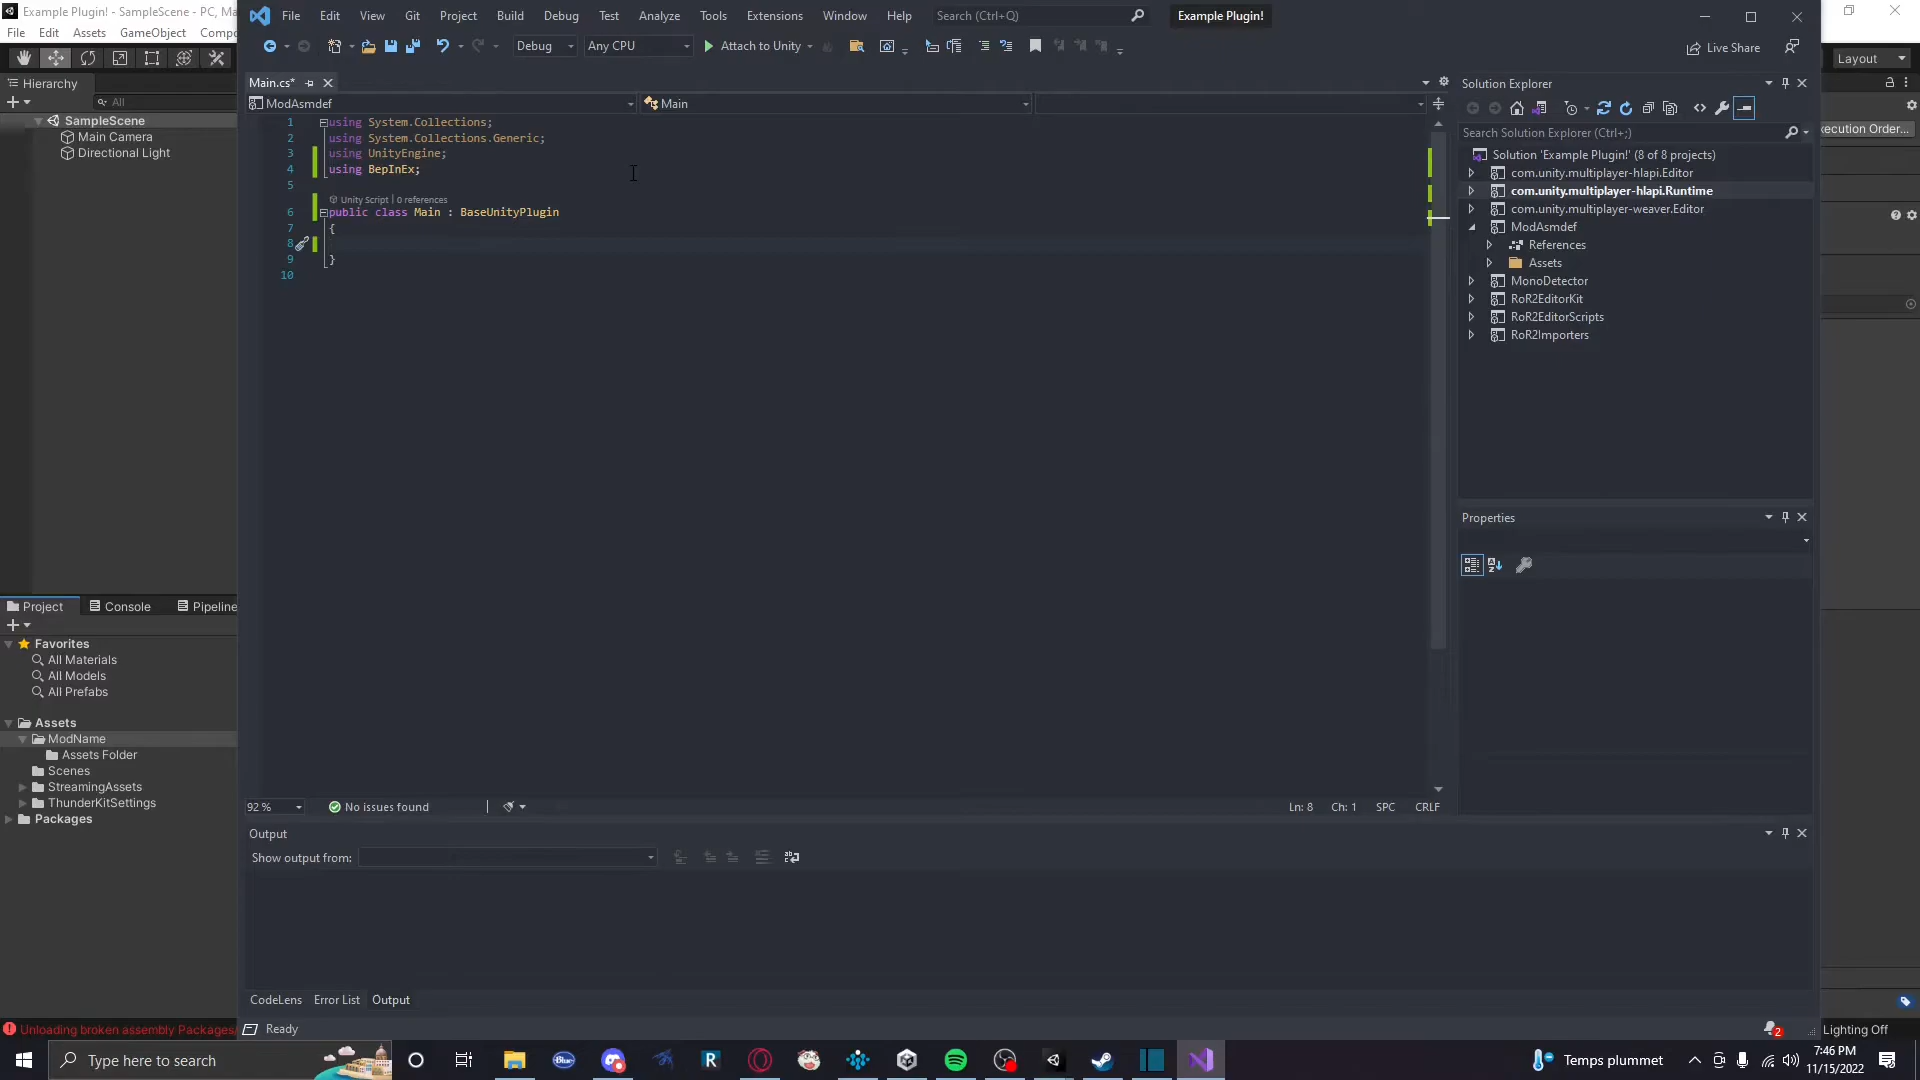 Example Plugin! - SampleScene - PC, Ma
File Edit Assets GameObject Compo
Hierarchy
All
SampleScene
Main Camera
Directional Light
File Edit View Git Project Build Debug Test Analyze Tools Extensions Window Help Search (Ctrl+Q) Example Plugin!
Debug Any CPU Attach to Unity Live Share
Layout
Main.cs*
ModAsmdef Main
1 using System.Collections;
2 using System.Collections.Generic;
3 using UnityEngine;
4 using BepInEx;
5
Unity Script | 0 references
6 public class Main : BaseUnityPlugin
7 {
8
9 }
10
Solution Explorer
Search Solution Explorer (Ctrl+;)
Solution 'Example Plugin!' (8 of 8 projects)
com.unity.multiplayer-hlapi.Editor
com.unity.multiplayer-hlapi.Runtime
com.unity.multiplayer-weaver.Editor
ModAsmdef
References
Assets
MonoDetector
RoR2EditorKit
RoR2EditorScripts
RoR2Importers
xecution Order...
Properties
Project Console Pipeline
Favorites
All Materials
All Models
All Prefabs
Assets
ModName
Assets Folder
Scenes
StreamingAssets
ThunderKitSettings
Packages
92 % No issues found Ln: 8 Ch: 1 SPC CRLF
Output
Show output from:
CodeLens Error List Output
Unloading broken assembly Packages/
Ready
2
Lighting Off
Type here to search
Blue
R
Temps plummet
7:46 PM
11/15/2022